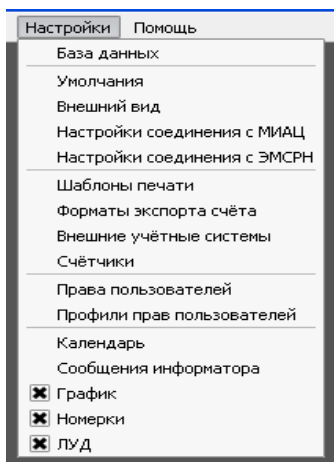 Настройки Помощь
База данных
Умолчания
Внешний вид
Настройки соединения с МИАЦ
Настройки соединения с ЭМСРН
Шаблоны печати
Форматы экспорта счёта
Внешние учётные системы
Счётчики
Права пользователей
Профили прав пользователей
Календарь
Сообщения информатора
График
Номерки
ЛУД